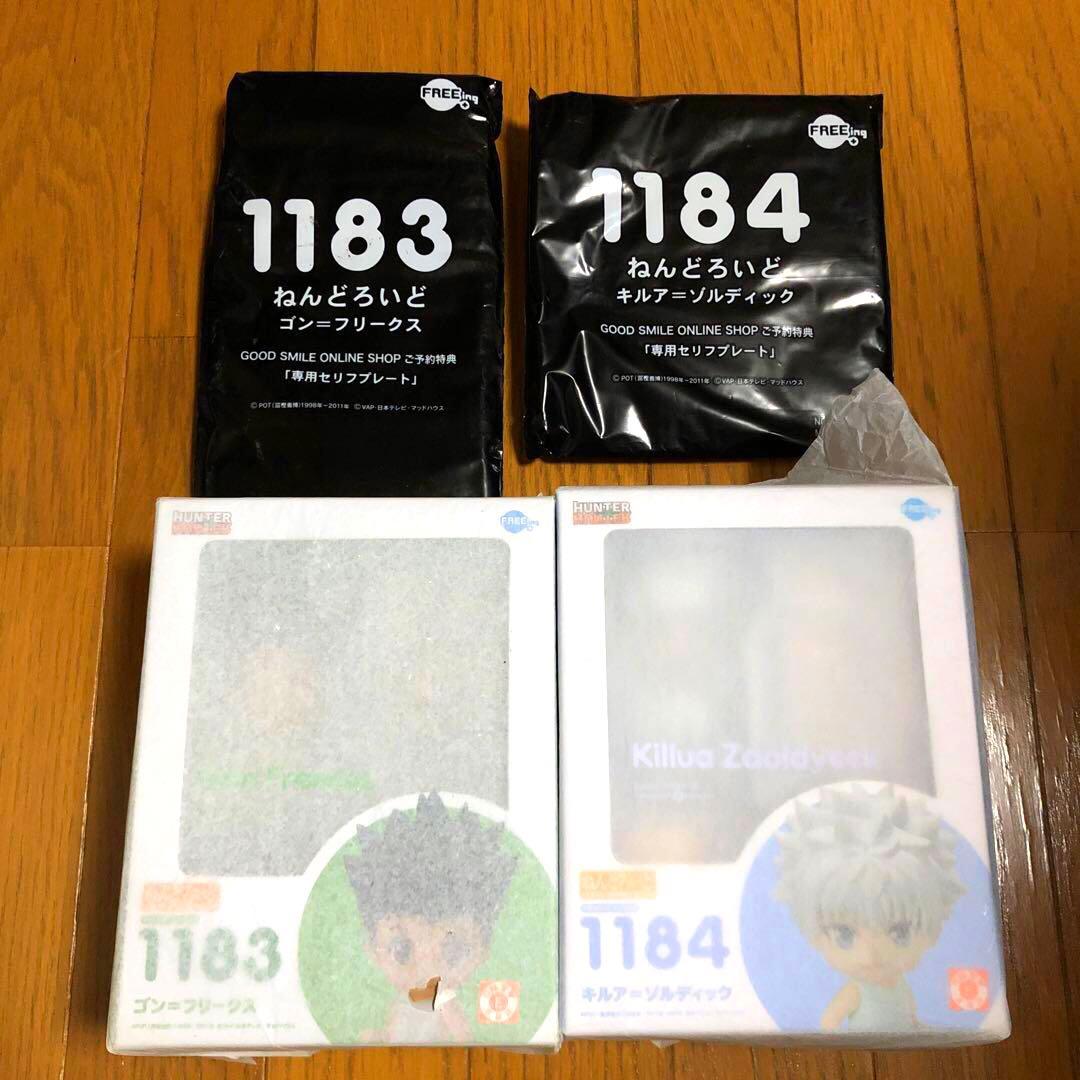 FREEing
1183
ねんどろいど
ゴン=フリークス
GOOD SMILE ONLINE SHOP ご予約特典
「専用セリフプレート」
© POT(冨樫義博)1998年-2011年 ©VAP・日本テレビ・マッドハウス
FREEing
1184
ねんどろいど
キルア=ゾルディック
GOOD SMILE ONLINE SHOP ご予約特典
「専用セリフプレート」
© POT(冨樫義博)1998年-2011年 ©VAP・日本テレビ・マッドハウス
HUNTER
FREEing
1183
ゴン=フリークス
HUNTER
FREEing
Killua Zaoldyeck
1184
キルア=ゾルディック